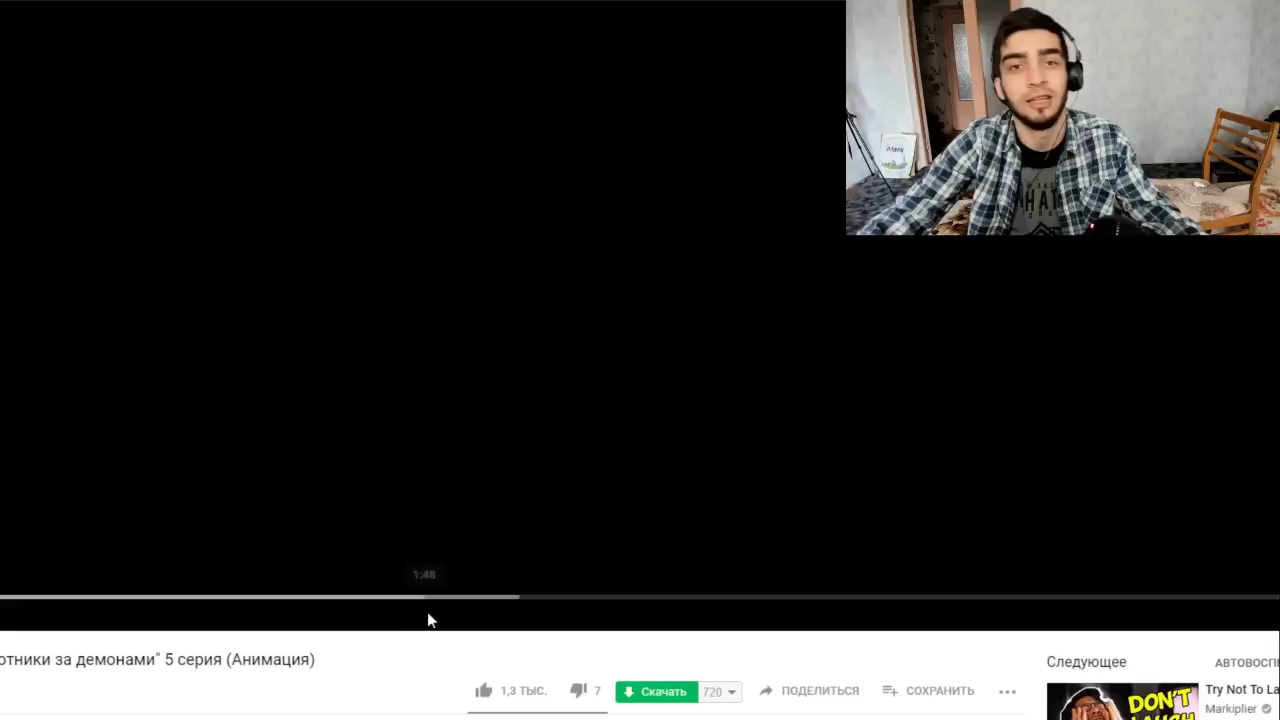 1:48
отники за демонами" 5 серия (Анимация)
1,3 ТЫС.
7
Скачать
720
ПОДЕЛИТЬСЯ
СОХРАНИТЬ
Следующее
АВТОВОСП
DON'T
LAUGH
Try Not To La
Markiplier